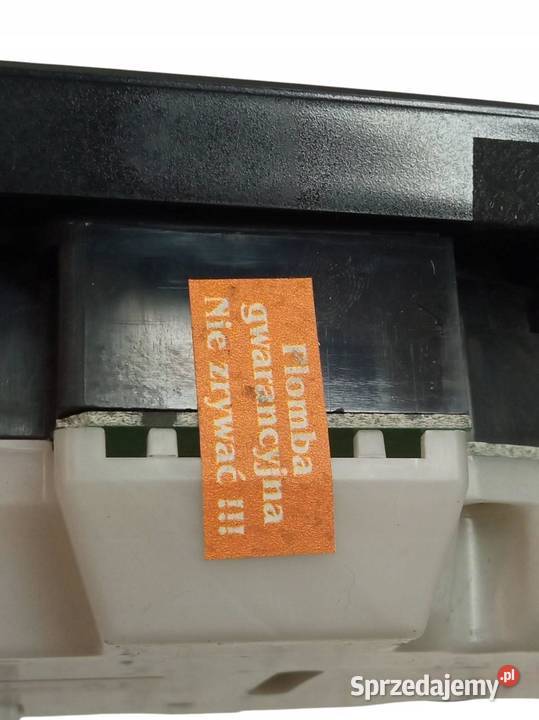 Plomba
gwarancyjna
Nie zrywać !!!
Sprzedajemy.pl